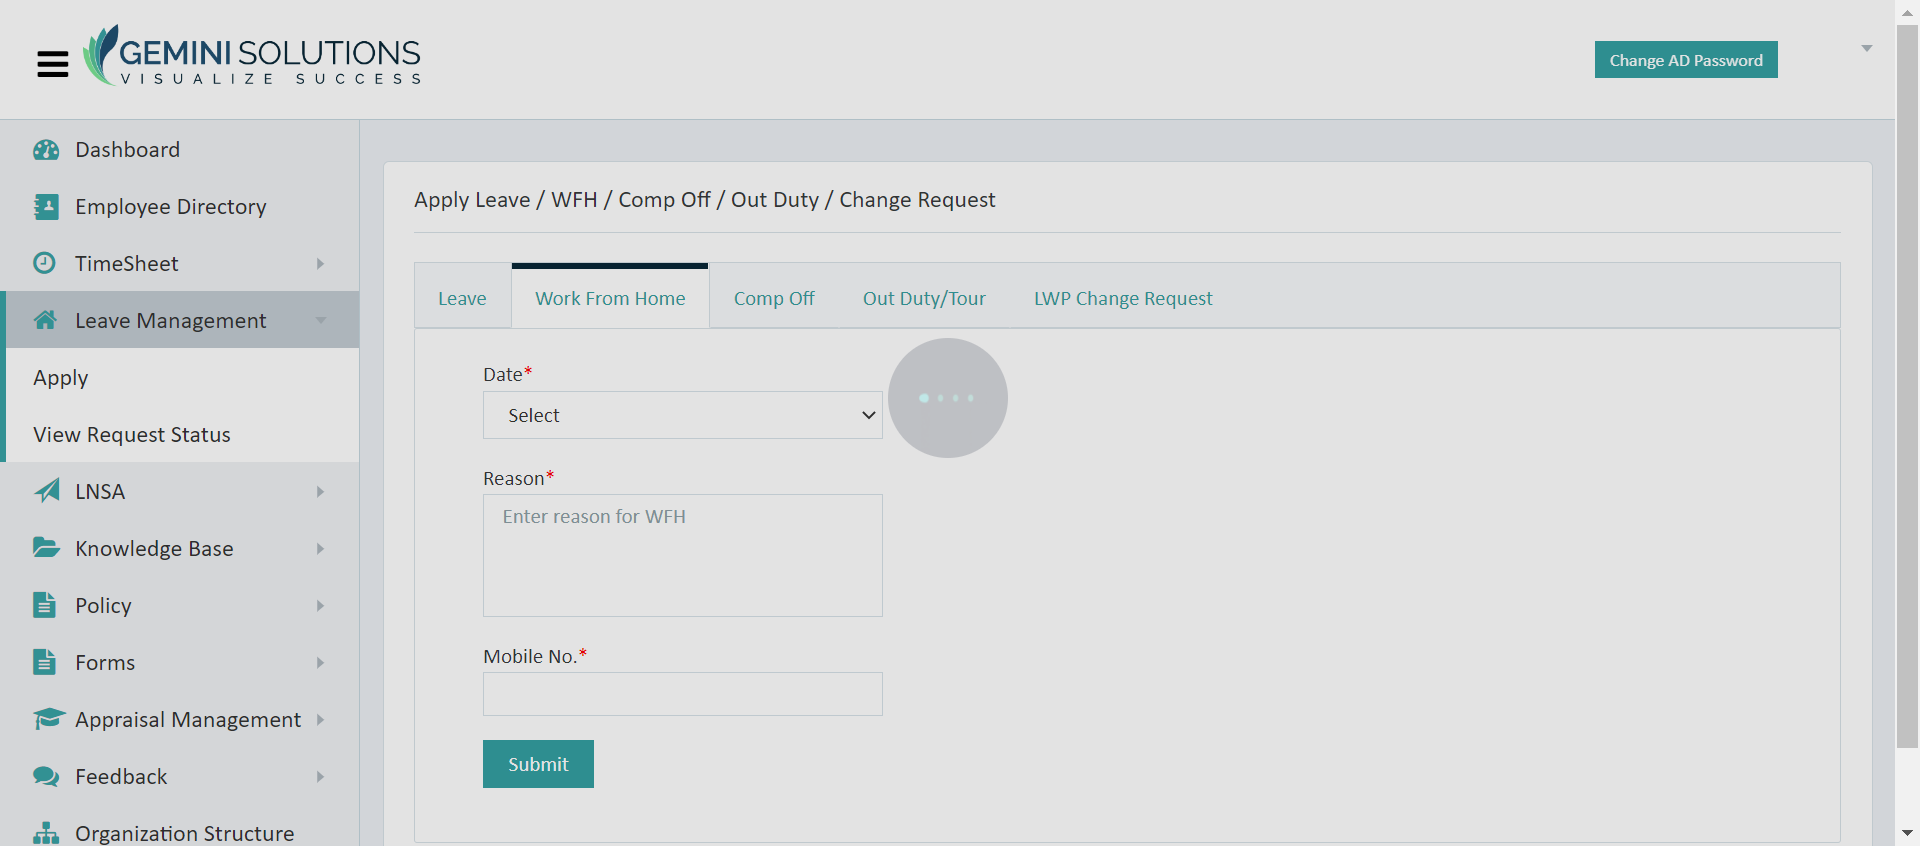 GEMINI SOLUTIONS
VISUALIZE SUCCESS
Change AD Password
Dashboard
Employee Directory
TimeSheet
Leave Management
Apply
View Request Status
LNSA
Knowledge Base
Policy
Forms
Appraisal Management
Feedback
Organization Structure
Apply Leave / WFH / Comp Off / Out Duty / Change Request
Leave Work From Home Comp Off Out Duty/Tour LWP Change Request
Date*
Select
Reason*
Enter reason for WFH
Mobile No.*
Submit